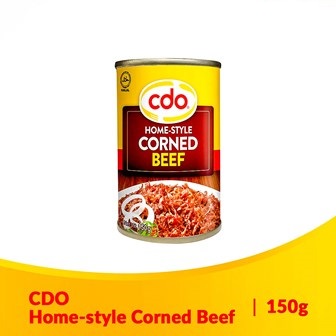 cdo
HOME-STYLE
CORNED
BEEF
CDO
Home-style Corned Beef | 150g